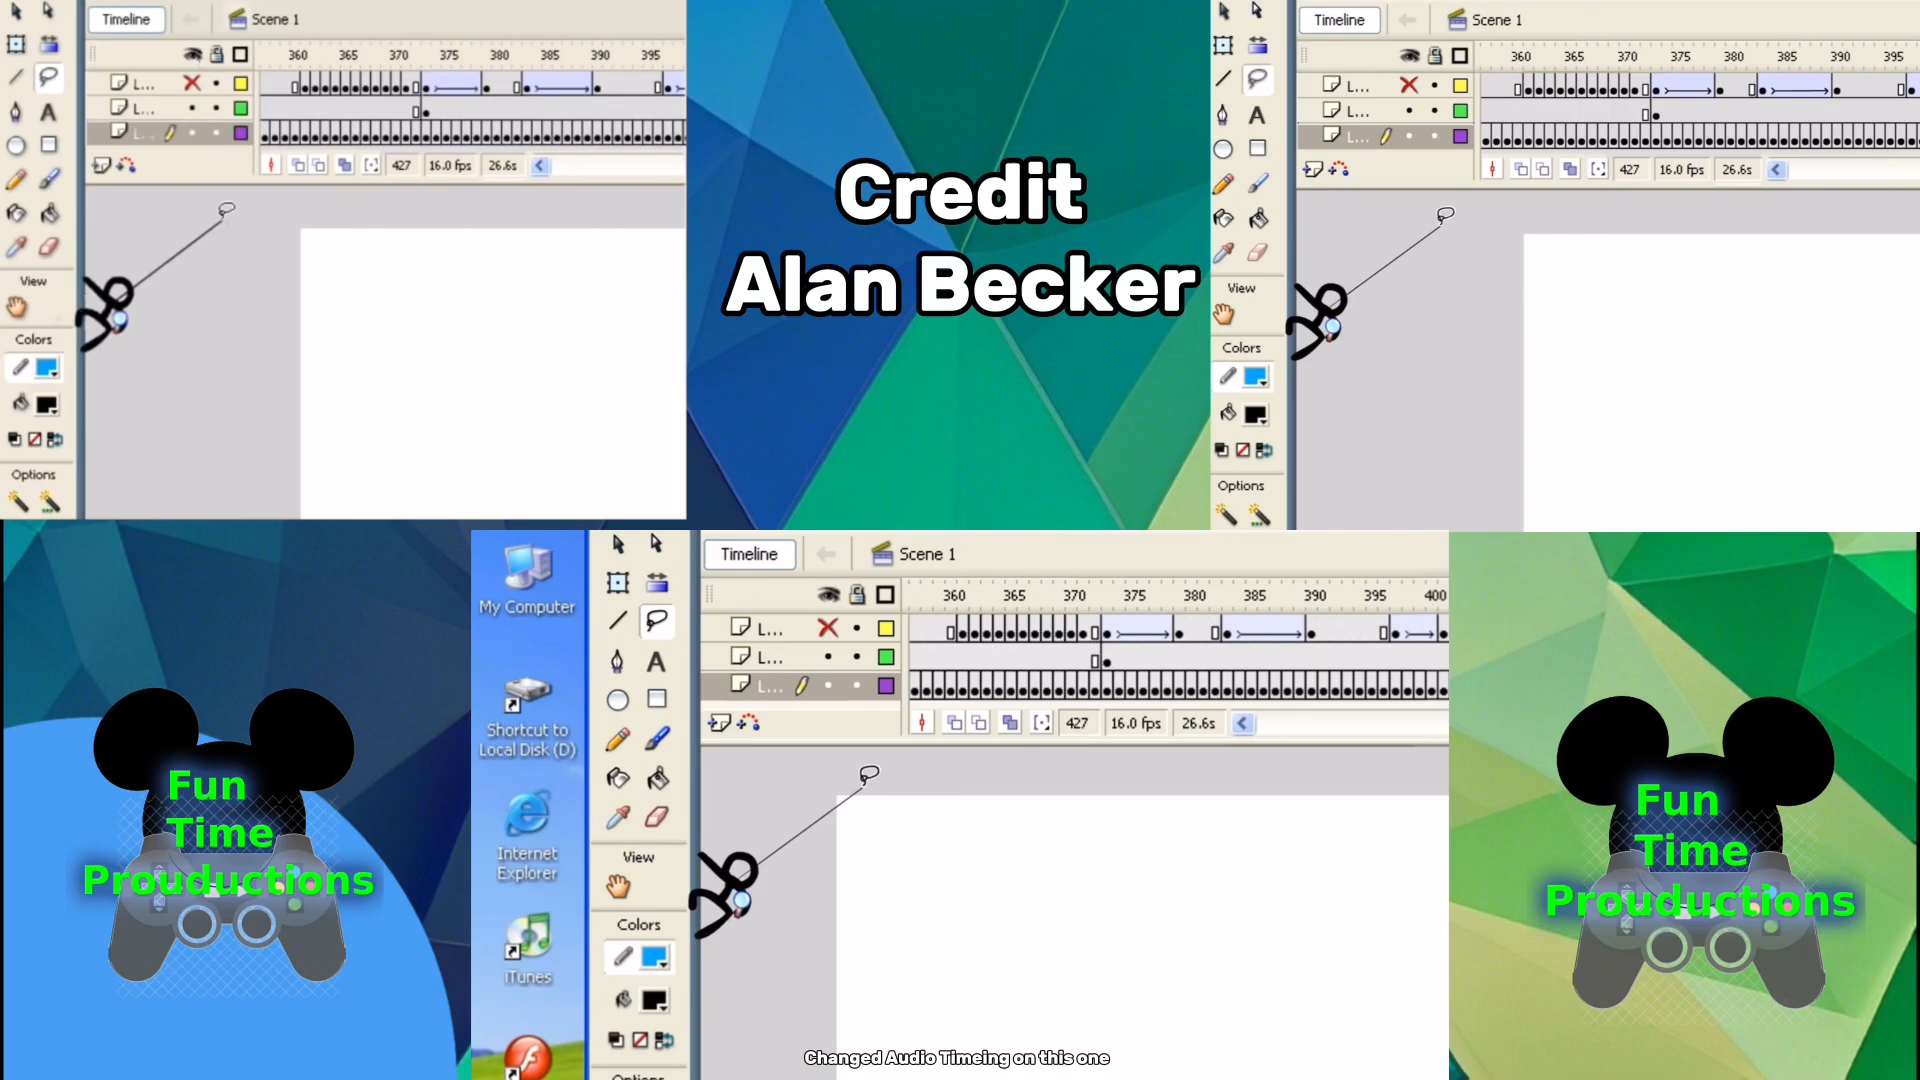 Timeline
Scene 1
360 365 370 375 380 385 390 395
L...
L...
L...
427 16.0 fps 26.6s
A
View
Colors
Options
Credit
Alan Becker
Timeline
Scene 1
360 365 370 375 380 385 390 395
L...
L...
L...
427 16.0 fps 26.6s
A
View
Colors
Options
Fun
Time
Prouductions
My Computer
Shortcut to
Local Disk (D)
Internet
Explorer
iTunes
Timeline
Scene 1
360 365 370 375 380 385 390 395 400
L...
L...
L...
427 16.0 fps 26.6s
A
View
Colors
Options
Changed Audio Timeing on this one
Fun
Time
Prouductions